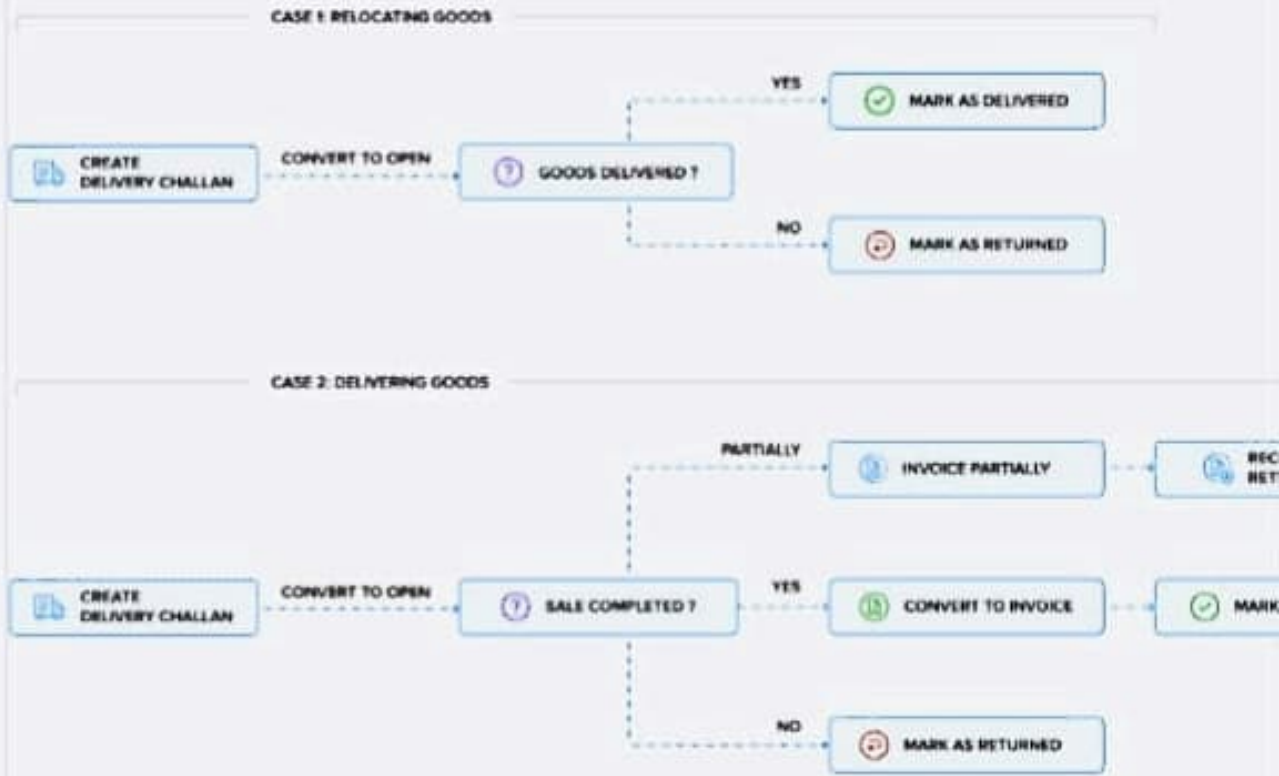 CASE 1: RELOCATING GOODS
YES
MARK AS DELIVERED
CREATE
DELIVERY CHALLAN
CONVERT TO OPEN
GOODS DELIVERED ?
NO
MARK AS RETURNED
CASE 2: DELIVERING GOODS
PARTIALLY
INVOICE PARTIALLY
REC
RET
CREATE
DELIVERY CHALLAN
CONVERT TO OPEN
SALE COMPLETED ?
YES
CONVERT TO INVOICE
MARK
NO
MARK AS RETURNED